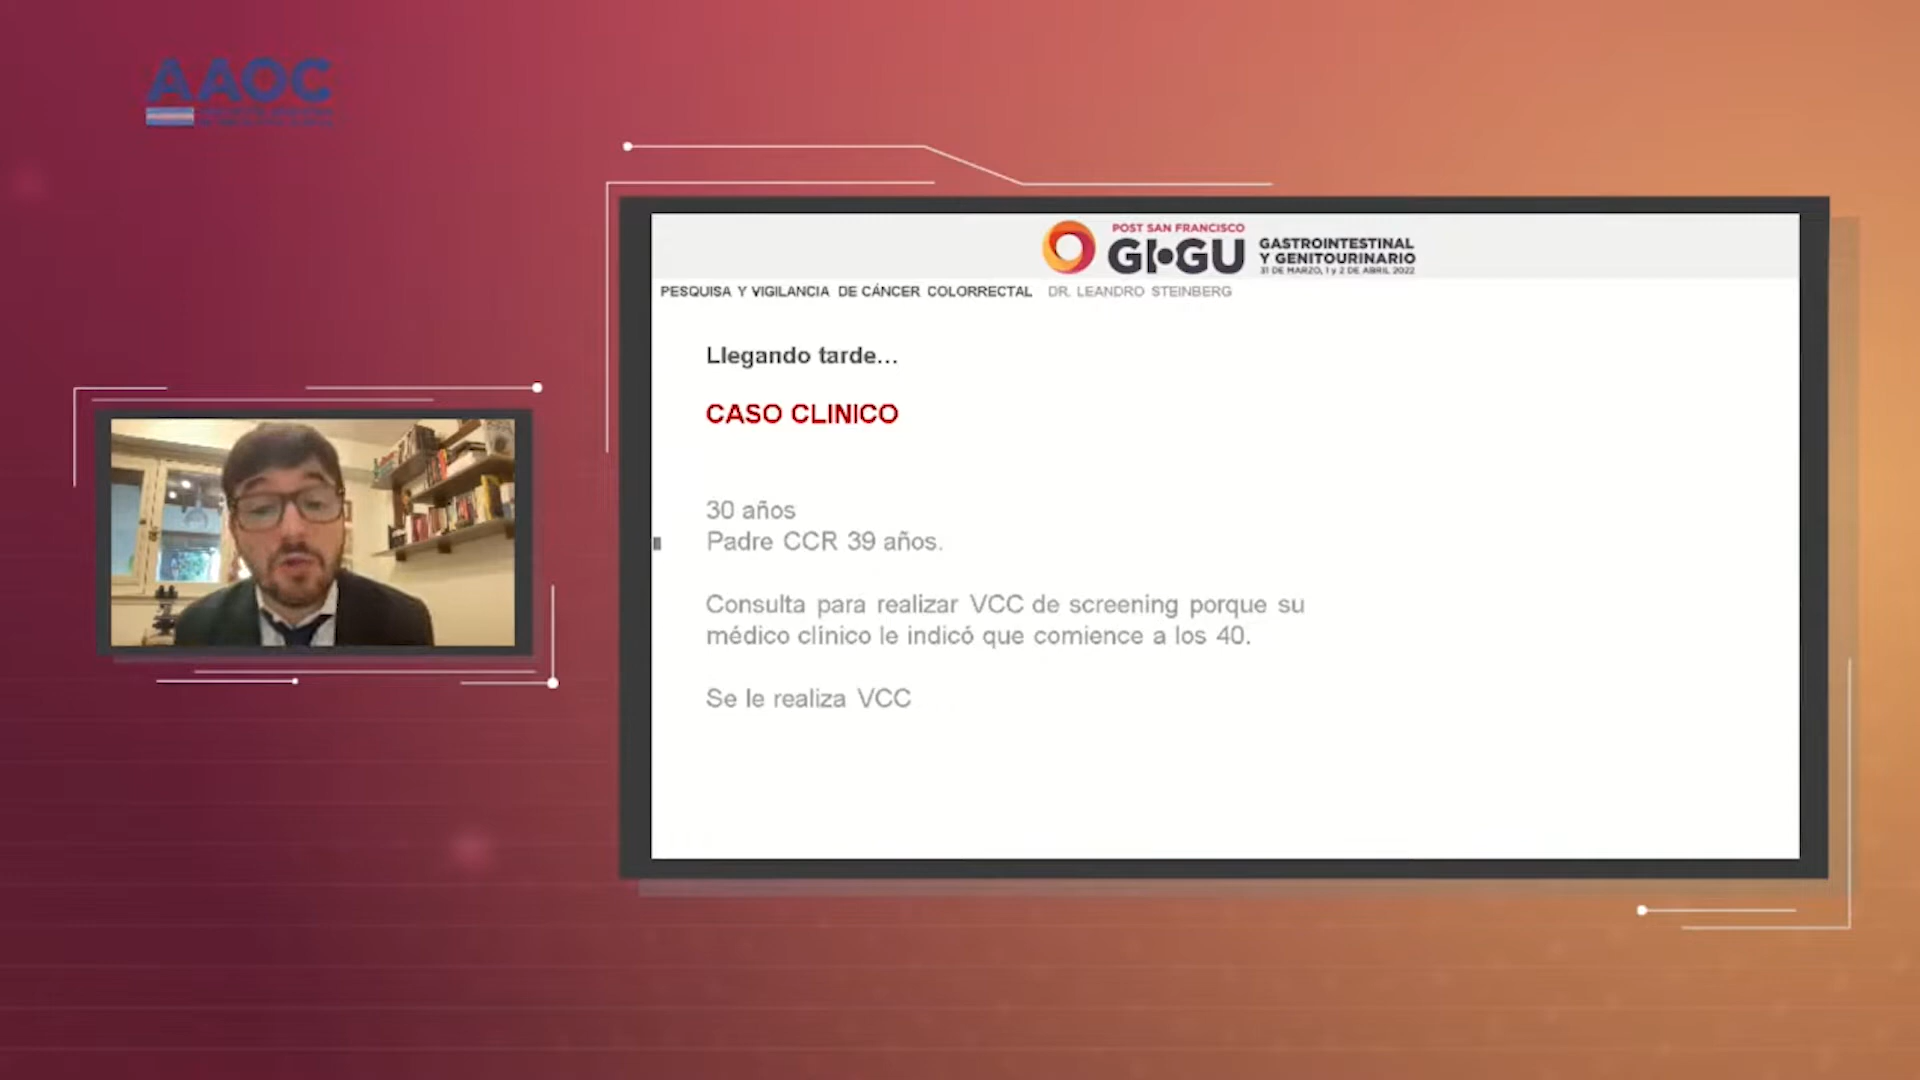 AAOC
POST SAN FRANCISCO
GI•GU
GASTROINTESTINAL
Y GENITOURINARIO
31 DE MARZO, 1 y 2 DE ABRIL 2022
PESQUISA Y VIGILANCIA DE CÁNCER COLORRECTAL DR. LEANDRO STEINBERG
Llegando tarde...
CASO CLINICO
30 años
Padre CCR 39 años.
Consulta para realizar VCC de screening porque su
médico clínico le indicó que comience a los 40.
Se le realiza VCC